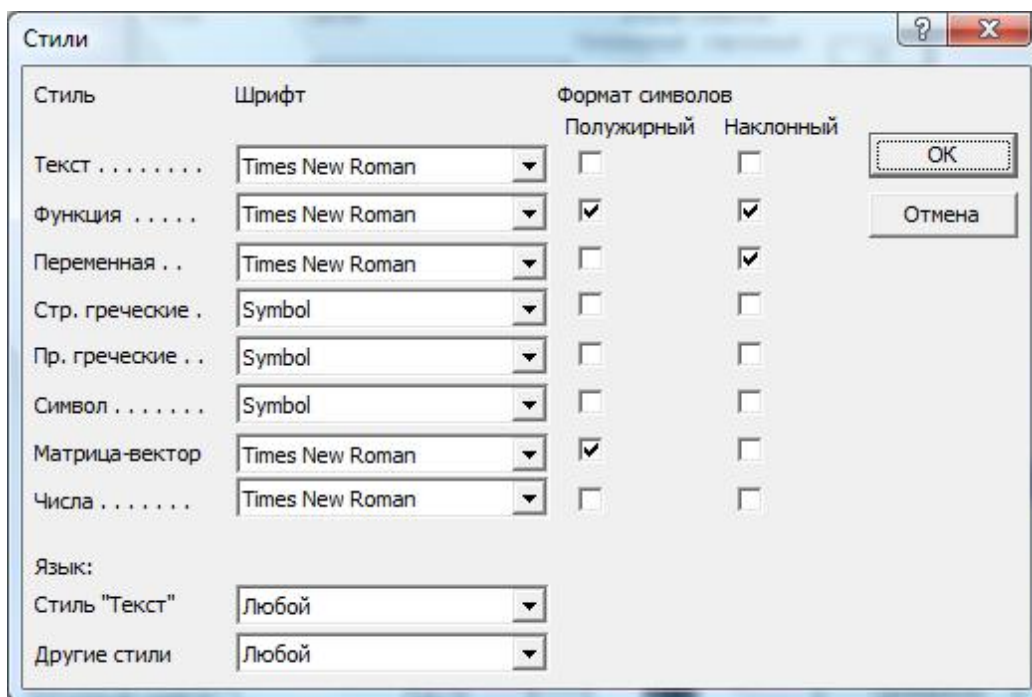 Стили
Стиль Шрифт Формат символов
Полужирный Наклонный
Текст . . . . . . . . Times New Roman OK
Функция . . . . . Times New Roman Отмена
Переменная . . Times New Roman
Стр. греческие . Symbol
Пр. греческие . . Symbol
Символ . . . . . . . Symbol
Матрица-вектор Times New Roman
Числа . . . . . . . Times New Roman
Язык:
Стиль "Текст" Любой
Другие стили Любой